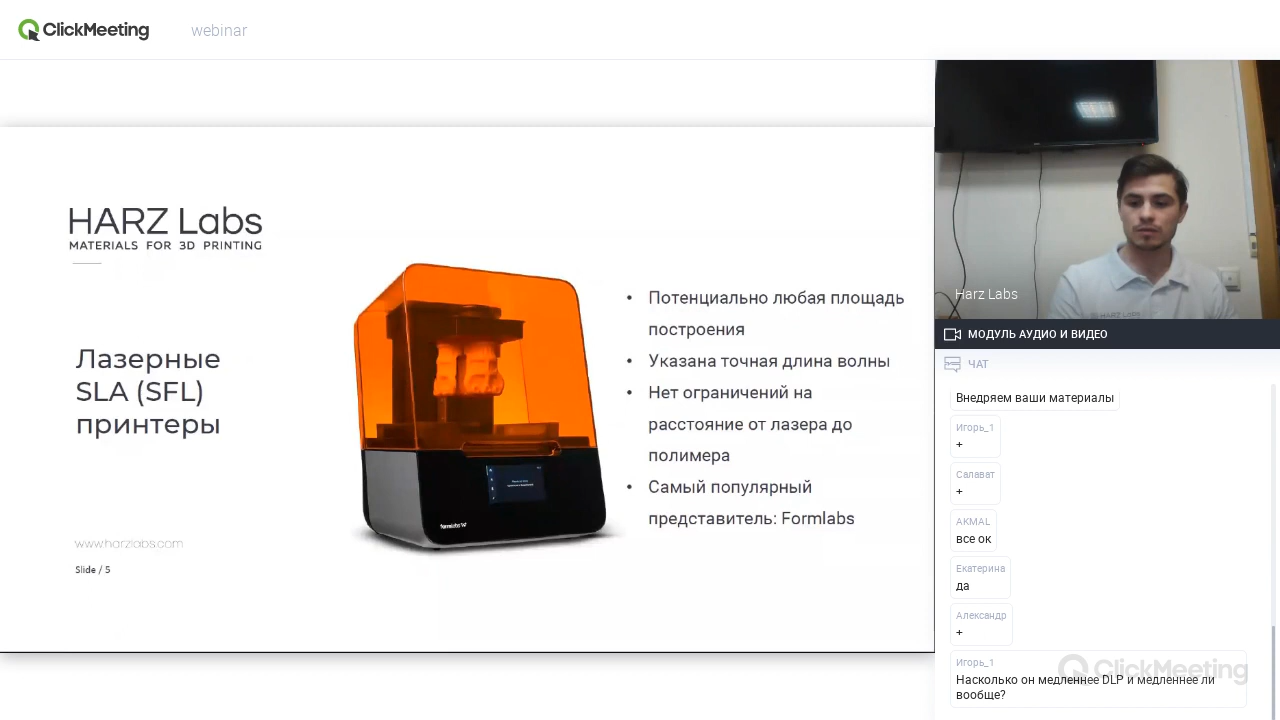 ClickMeeting
webinar
HARZ Labs
MATERIALS FOR 3D PRINTING
Лазерные
SLA (SFL)
принтеры
www.harzlabs.com
Slide / 5
formlabs
• Потенциально любая площадь
построения
• Указана точная длина волны
• Нет ограничений на
расстояние от лазера до
полимера
• Самый популярный
представитель: Formlabs
HARZ LABS
Harz Labs
МОДУЛЬ АУДИО И ВИДЕО
ЧАТ
Внедряем ваши материалы
Игорь_1
+
Салават
+
AKMAL
все ок
Екатерина
да
Александр
+
Игорь_1
Насколько он медленнее DLP и медленнее ли
вообще?
ClickMeeting